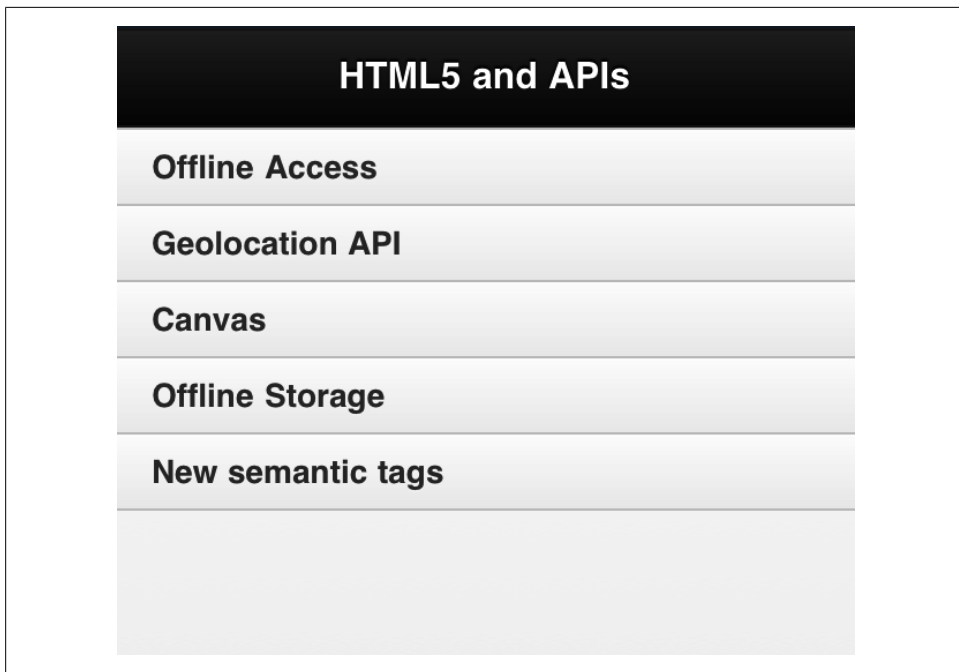 HTML5 and APIs
Offline Access
Geolocation API
Canvas
Offline Storage
New semantic tags